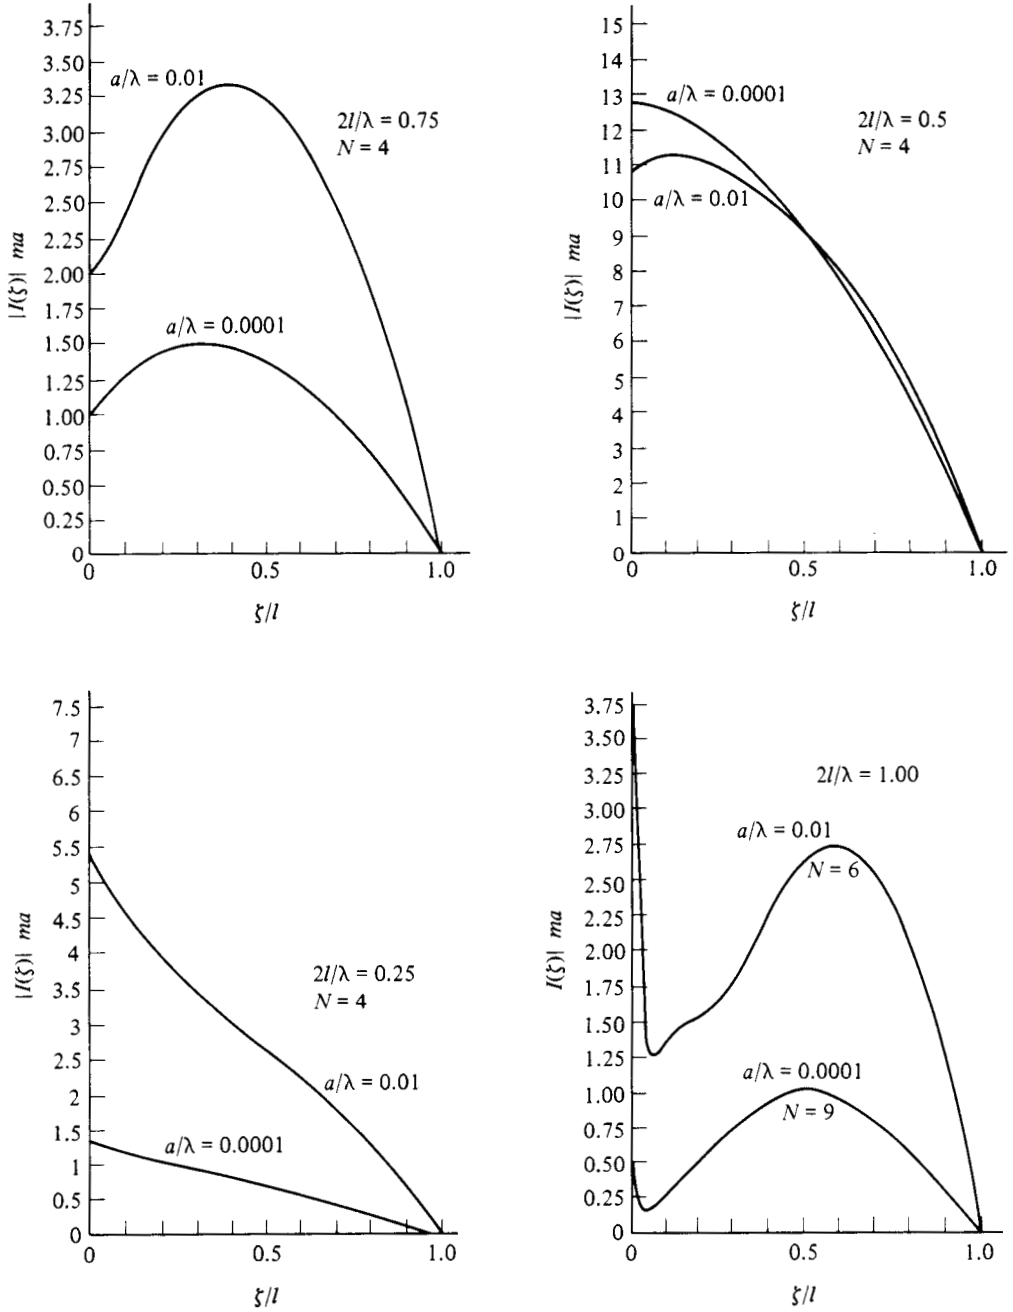 3.75
3.50
3.25
3.00
2.75
2.50
2.25
2.00
1.75
1.50
1.25
1.00
0.75
0.50
0.25
0
|I(ζ)| ma
a/λ = 0.01
2l/λ = 0.75
N = 4
a/λ = 0.0001
0 0.5 1.0
ζ/l
15
14
13
12
11
10
9
8
7
6
5
4
3
2
1
0
|I(ζ)| ma
a/λ = 0.0001
2l/λ = 0.5
N = 4
a/λ = 0.01
0 0.5 1.0
ζ/l
7.5
7
6.5
6
5.5
5
4.5
4
3.5
3
2.5
2
1.5
1
0.5
0
|I(ζ)| ma
2l/λ = 0.25
N = 4
a/λ = 0.01
a/λ = 0.0001
0 0.5 1.0
ζ/l
3.75
3.50
3.25
3.00
2.75
2.50
2.25
2.00
1.75
1.50
1.25
1.00
0.75
0.50
0.25
0
I(ζ)| ma
2l/λ = 1.00
a/λ = 0.01
N = 6
a/λ = 0.0001
N = 9
0 0.5 1.0
ζ/l